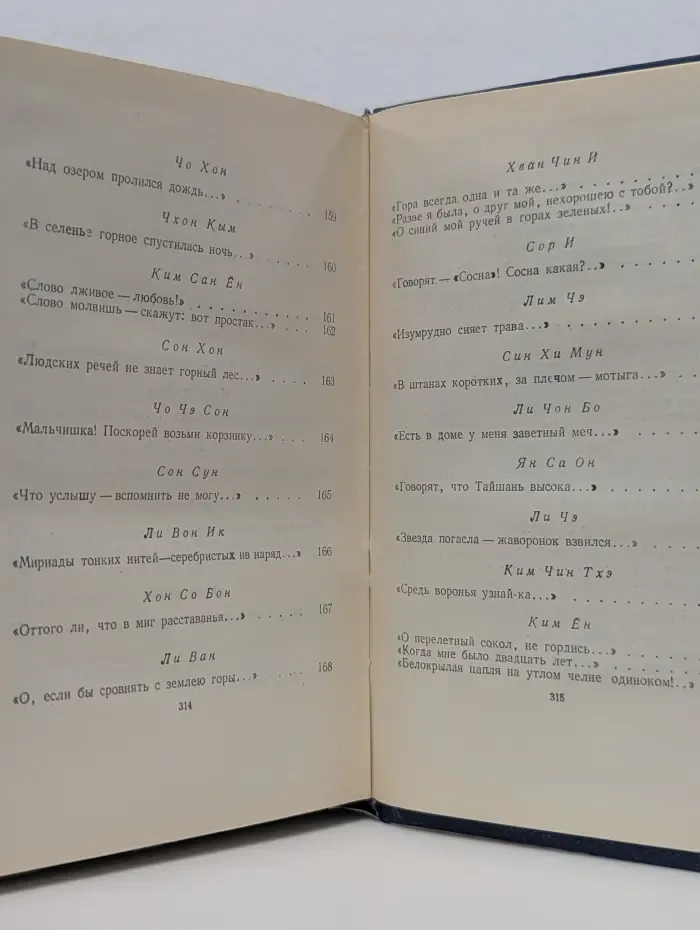 Чо Хон
«Над озером пролился дождь...» . . . . . . . 159
Чхон Кым
«В селенье горное спустилась ночь...» . . . . . 160
Ким Сан Ён
«Слово лживое — любовь!» . . . . . . . . . . . 161
«Слово молвишь — скажут: вот простак...» . . . 162
Сон Хон
«Людских речей не знает горный лес...» . . . . 163
Чо Чэ Сон
«Мальчишка! Поскорей возьми корзинку...» . . . 164
Сон Сун
«Что услышу — вспомнить не могу...» . . . . . 165
Ли Вон Ик
«Мириады тонких нитей—серебристых ив наряд...» 166
Хон Со Бон
«Оттого ли, что в миг расставанья...» . . . . . 167
Ли Ван
«О, если бы сровнять с землею горы...» . . . . 168
314
Хван Чин И
«Гора всегда одна и та же...» . . . . . . . . .
«Разве я была, о друг мой, нехорошею с тобой?..»
«О синий мой ручей в горах зеленых!..» . . . .
Сор И
«Говорят — «Сосна»! Сосна какая?..» . . . . . .
Лим Чэ
«Изумрудно сияет трава...» . . . . . . . . . .
Син Хи Мун
«В штанах коротких, за плечом — мотыга...» . .
Ли Чон Бо
«Есть в доме у меня заветный меч...» . . . . .
Ян Са Он
«Говорят, что Тайшань высока...» . . . . . . .
Ли Чэ
«Звезда погасла — жаворонок взвился...» . . . .
Ким Чин Тхэ
«Средь воронья узнай-ка...» . . . . . . . . . .
Ким Ён
«О перелетный сокол, не гордись...» . . . . . .
«Когда мне было двадцать лет...» . . . . . . .
«Белокрылая цапля на утлом челне одиноком!..»
315